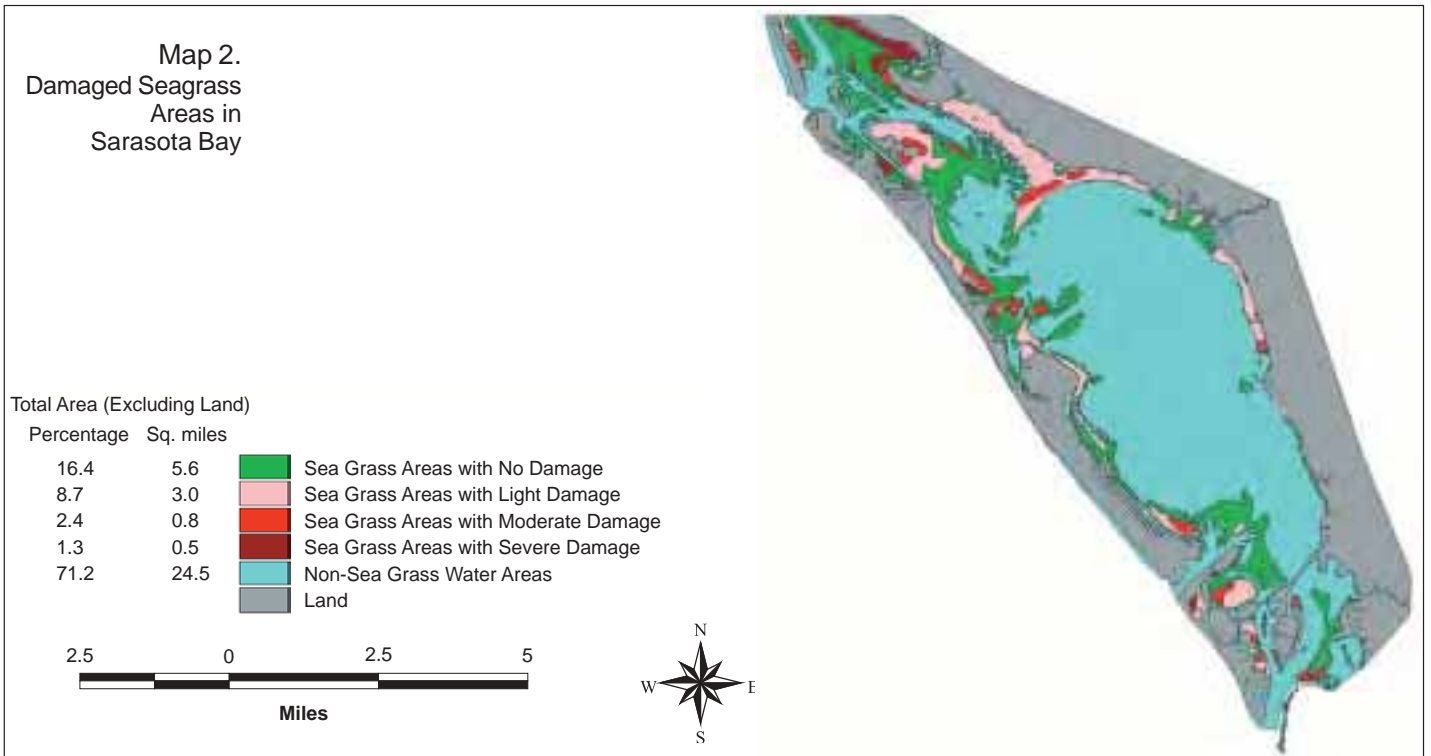 Map 2.
Damaged Seagrass
Areas in
Sarasota Bay
Total Area (Excluding Land)
Percentage Sq. miles
16.4 5.6 Sea Grass Areas with No Damage
8.7 3.0 Sea Grass Areas with Light Damage
2.4 0.8 Sea Grass Areas with Moderate Damage
1.3 0.5 Sea Grass Areas with Severe Damage
71.2 24.5 Non-Sea Grass Water Areas
Land
2.5 0 2.5 5
Miles
N
W E
S